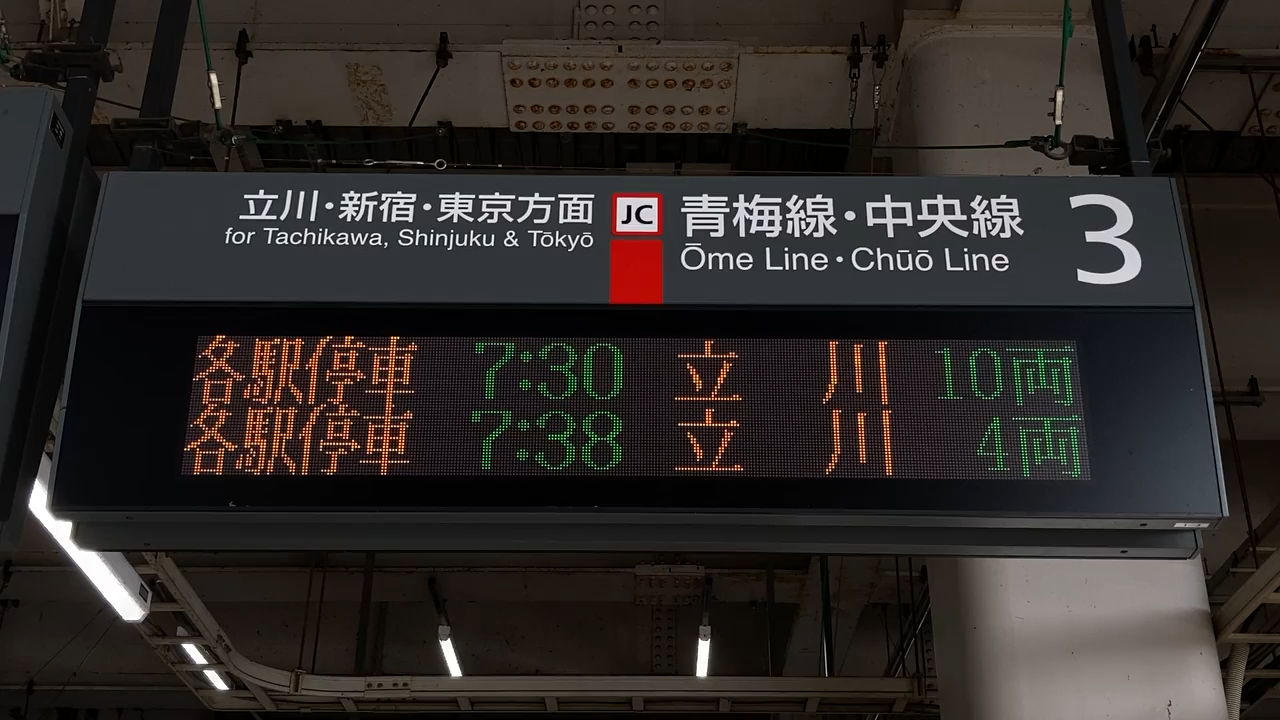 立川・新宿・東京方面 JC 青梅線・中央線 3
for Tachikawa, Shinjuku & Tōkyō Ōme Line・Chūō Line
各駅停車 7:30 立川 10両
各駅停車 7:38 立川 4両